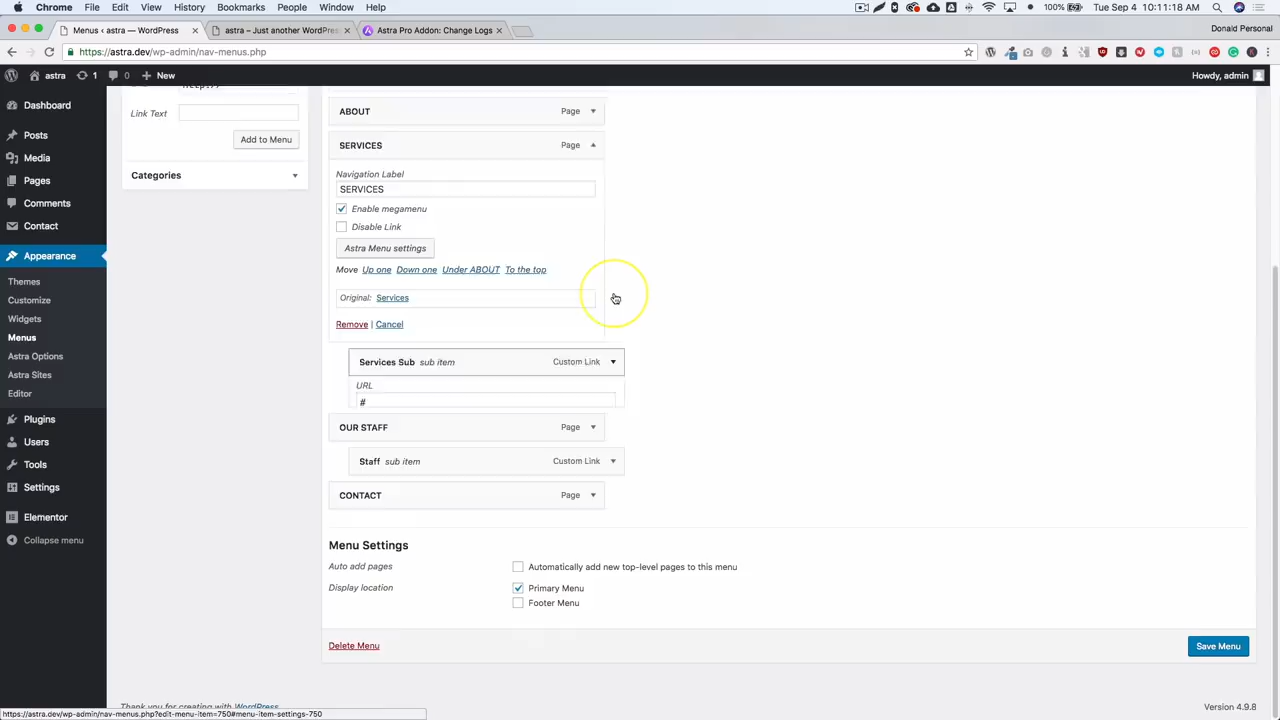 Chrome File Edit View History Bookmarks People Window Help 100% Tue Sep 4 10:11:18 AM
Menus ‹ astra — WordPress × astra – Just another WordPres × Astra Pro Addon: Change Logs × Donald Personal
https://astra.dev/wp-admin/nav-menus.php
astra 1 0 + New Howdy, admin
Dashboard
Posts
Media
Pages
Comments
Contact
Appearance
Themes
Customize
Widgets
Menus
Astra Options
Astra Sites
Editor
Plugins
Users
Tools
Settings
Elementor
Collapse menu
http://
Link Text
Add to Menu
Categories
ABOUT Page
SERVICES Page
Navigation Label
SERVICES
Enable megamenu
Disable Link
Astra Menu settings
Move Up one Down one Under ABOUT To the top
Original: Services
Remove | Cancel
Services Sub sub item Custom Link
URL
#
OUR STAFF Page
Staff sub item Custom Link
CONTACT Page
Menu Settings
Auto add pages Automatically add new top-level pages to this menu
Display location Primary Menu
Footer Menu
Delete Menu Save Menu
Thank you for creating with WordPress. Version 4.9.8
https://astra.dev/wp-admin/nav-menus.php?edit-menu-item=750#menu-item-settings-750